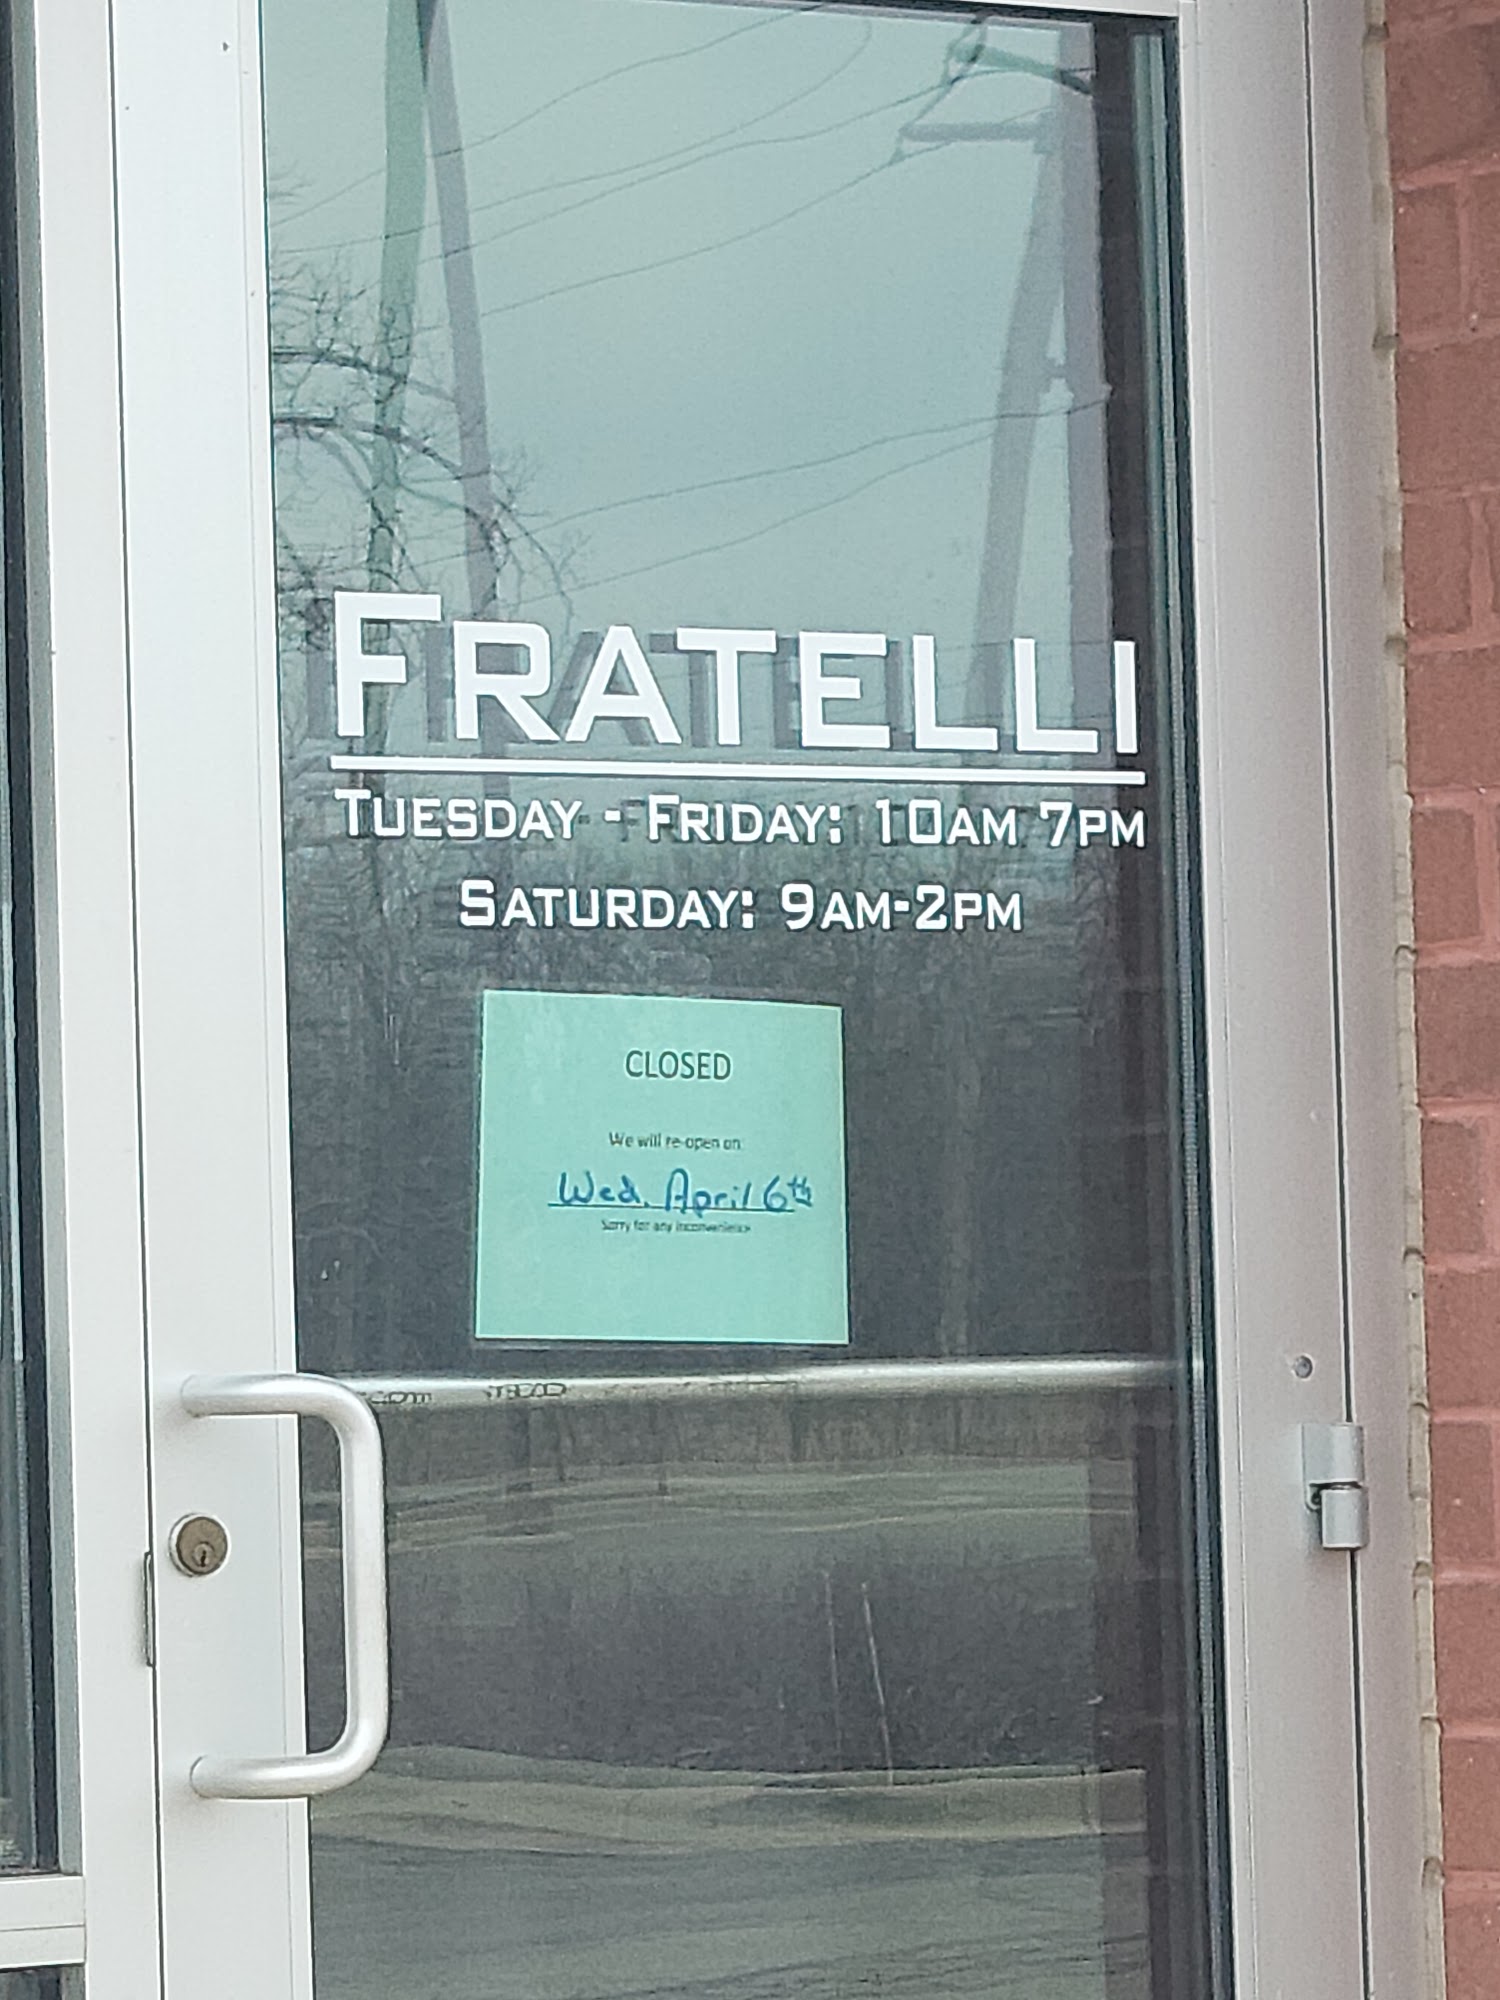 FRATELLI
TUESDAY - FRIDAY: 10AM 7PM
SATURDAY: 9AM-2PM
CLOSED
We will re-open on
Wed. April 6th
Sorry for any inconvenience